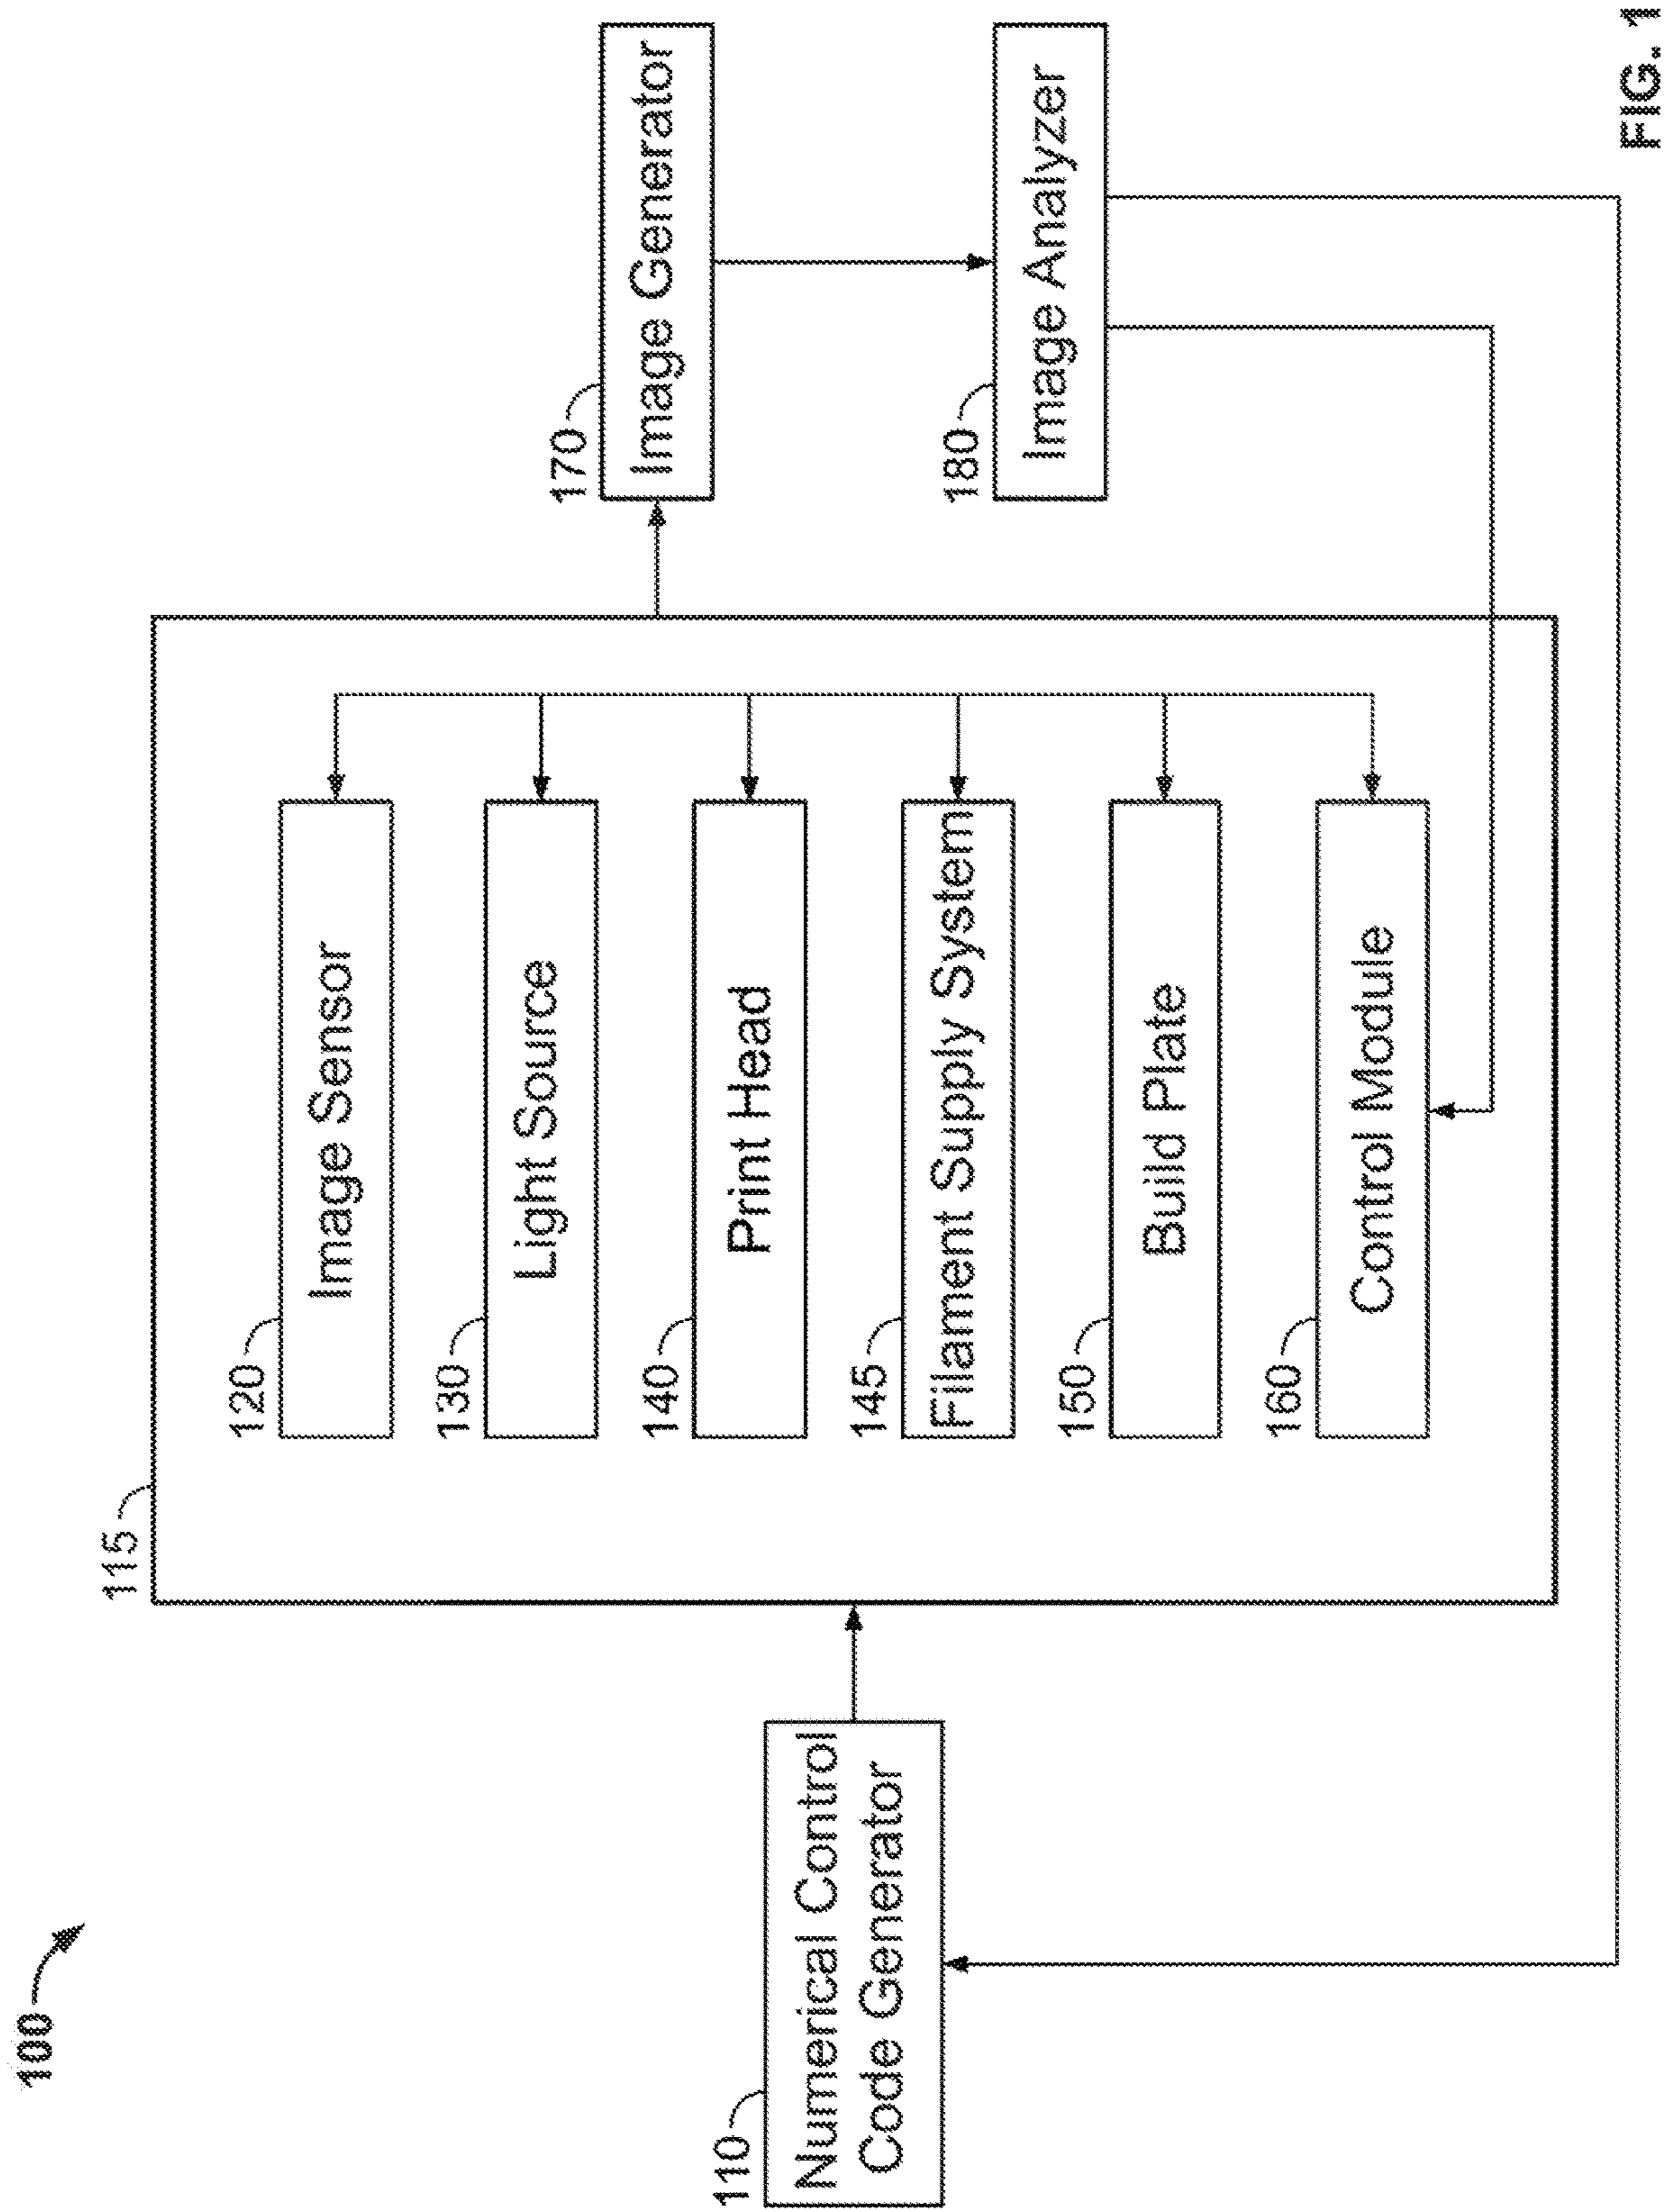 100
110
Numerical Control
Code Generator
115
120
Image Sensor
130
Light Source
140
Print Head
145
Filament Supply System
150
Build Plate
160
Control Module
170
Image Generator
180
Image Analyzer
FIG. 1